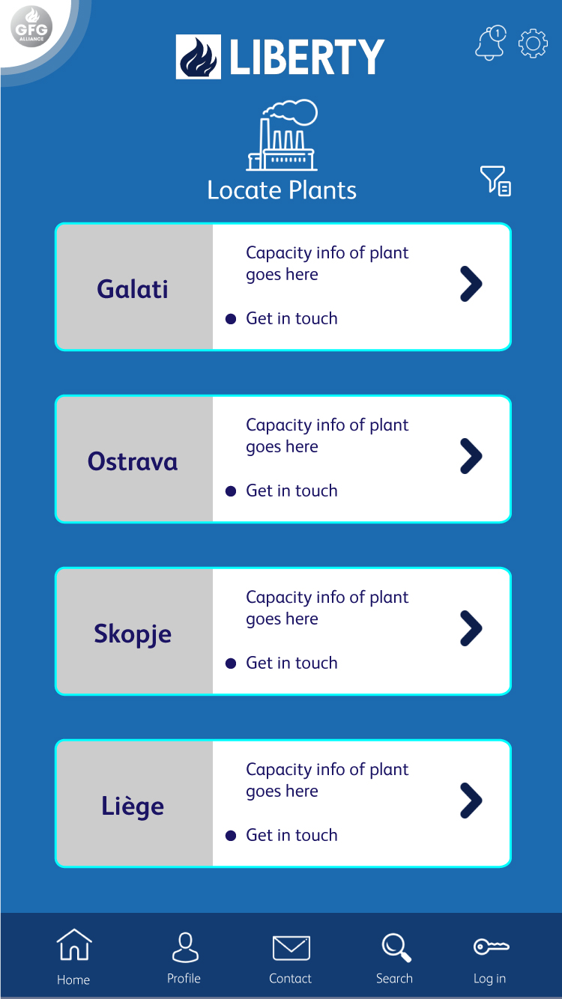 GFG
ALLIANCE
LIBERTY
1
Locate Plants
Galati
Capacity info of plant
goes here
Get in touch
Ostrava
Capacity info of plant
goes here
Get in touch
Skopje
Capacity info of plant
goes here
Get in touch
Liège
Capacity info of plant
goes here
Get in touch
Home
Profile
Contact
Search
Log in